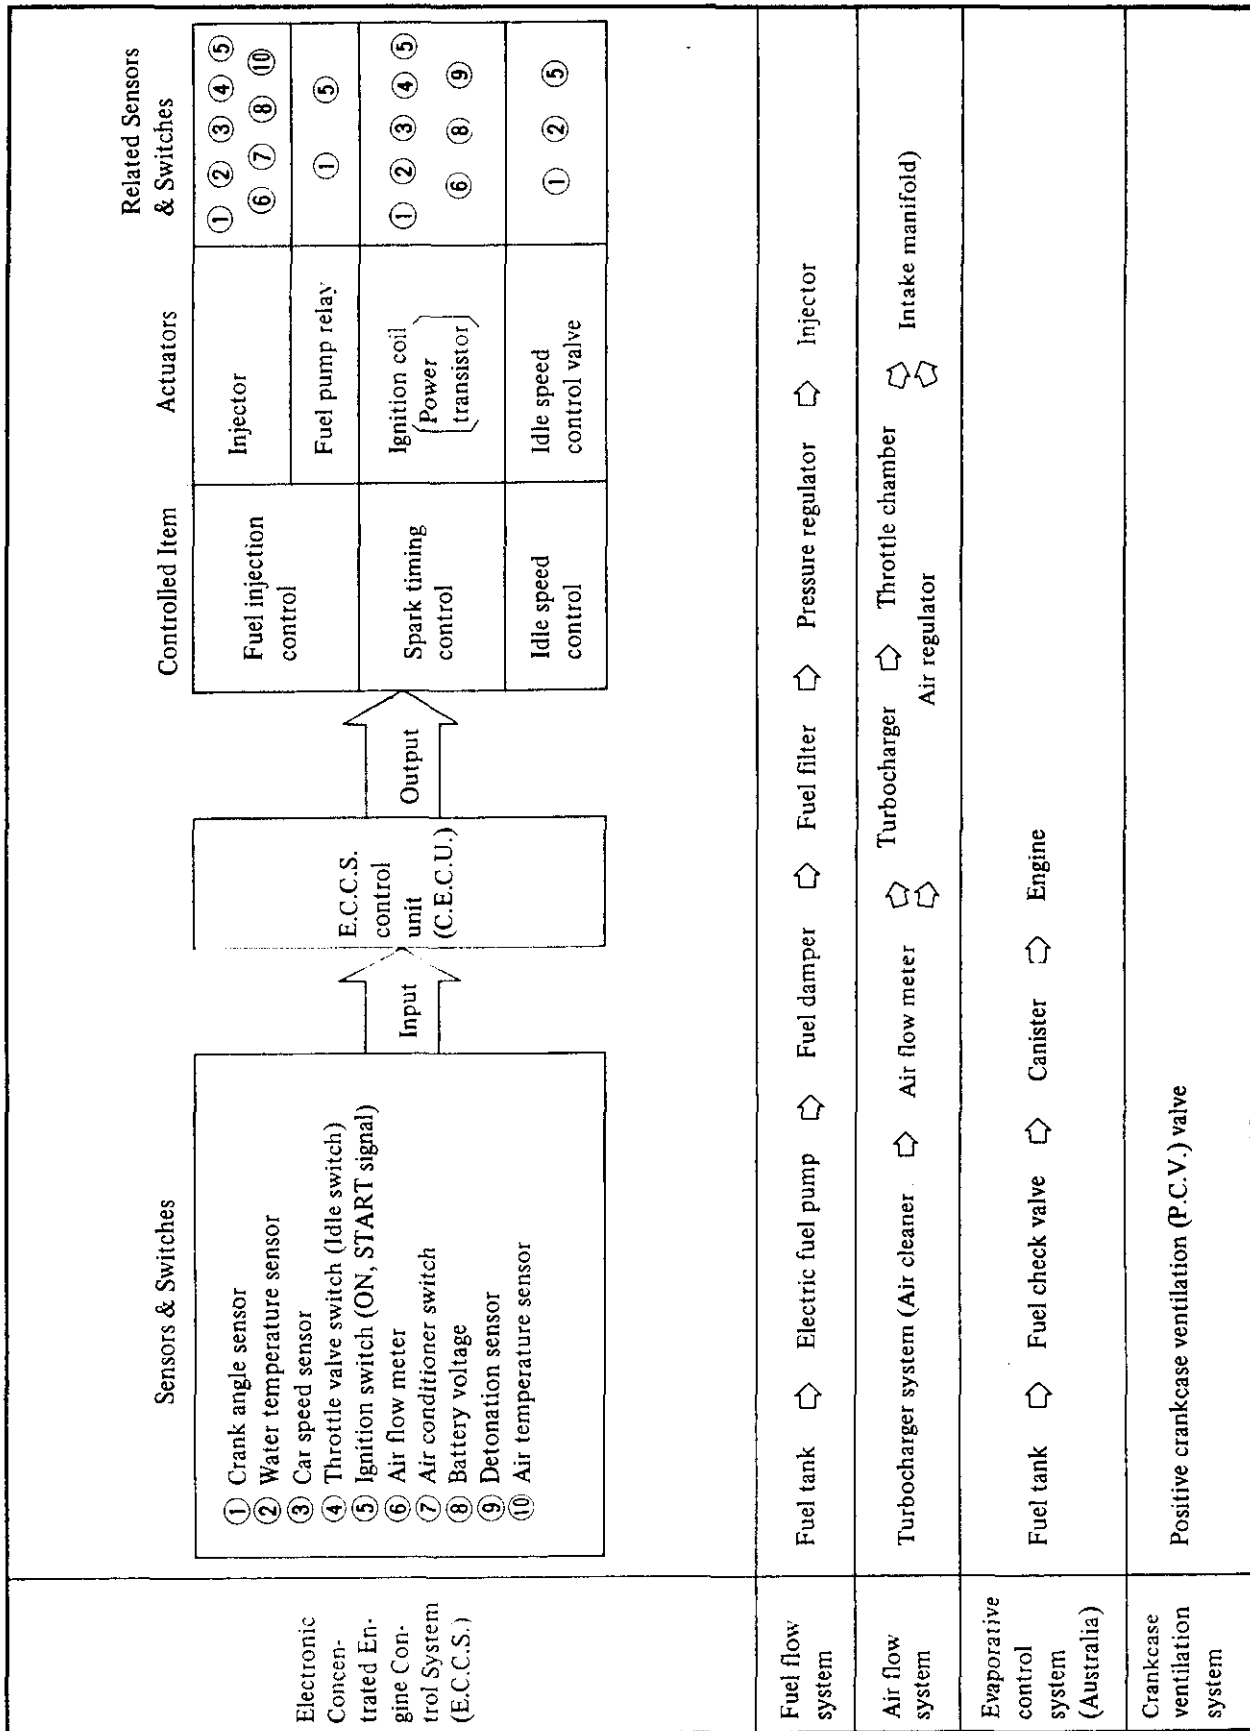 Electronic
Concen-
trated En-
gine Con-
trol System
(E.C.C.S.)
Sensors & Switches
① Crank angle sensor
② Water temperature sensor
③ Car speed sensor
④ Throttle valve switch (Idle switch)
⑤ Ignition switch (ON, START signal)
⑥ Air flow meter
⑦ Air conditioner switch
⑧ Battery voltage
⑨ Detonation sensor
⑩ Air temperature sensor
Input
E.C.C.S.
control
unit
(C.E.C.U.)
Output
Controlled Item
Actuators
Related Sensors
& Switches
Fuel injection
control
Injector
① ② ③ ④ ⑤
⑥ ⑦ ⑧ ⑩
Fuel pump relay
① ⑤
Spark timing
control
Ignition coil
(Power
transistor)
① ② ③ ④ ⑤
⑥ ⑧ ⑨
Idle speed
control
Idle speed
control valve
① ② ⑤
Fuel flow
system
Fuel tank ⇨ Electric fuel pump ⇨ Fuel damper ⇨ Fuel filter ⇨ Pressure regulator ⇨ Injector
Air flow
system
Turbocharger system (Air cleaner ⇨ Air flow meter ⇨ Turbocharger ⇨ Throttle chamber ⇨ Intake manifold)
⇨ Air regulator ⇨
Evaporative
control
system
(Australia)
Fuel tank ⇨ Fuel check valve ⇨ Canister ⇨ Engine
Crankcase
ventilation
system
Positive crankcase ventilation (P.C.V.) valve